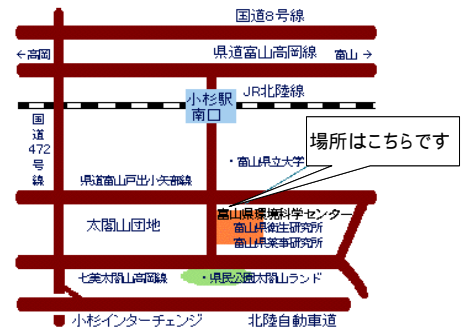 国道8号線
←高岡
県道富山高岡線
富山→
JR北陸線
小杉駅
南口
国
道
472
号
線
場所はこちらです
・富山県立大学
県道富山戸出小矢部線
富山県環境科学センター
太閤山団地
富山県衛生研究所
富山県薬事研究所
七美太閤山高岡線
・県民公園太閤山ランド
小杉インターチェンジ
北陸自動車道